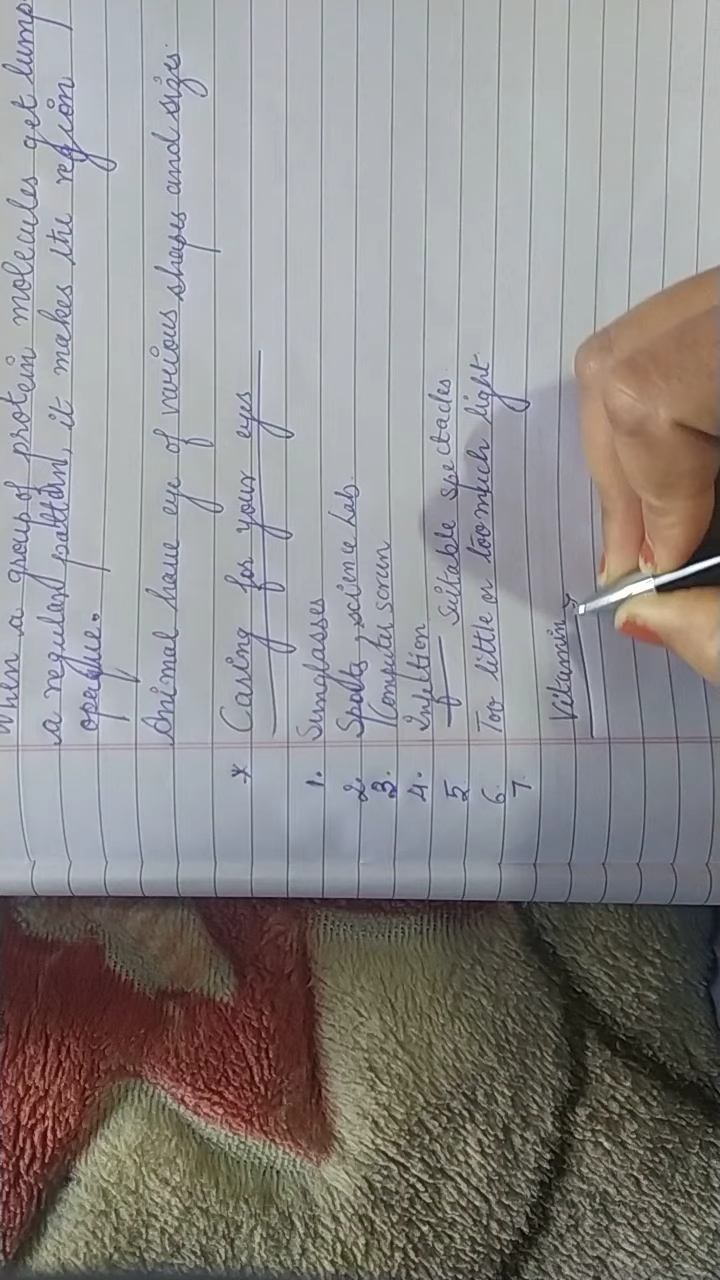 When a group of protein molecules get lump
a regular pattern, it makes the region
opaque.
Animal have eye of various shapes and sizes.
* Caring for your eyes
1. Sunglasses
2. Sports, science lab.
3. Computer screen
4. Infection
5. Suitable spectacles.
6. Too little or too much light
7.
Vitamin